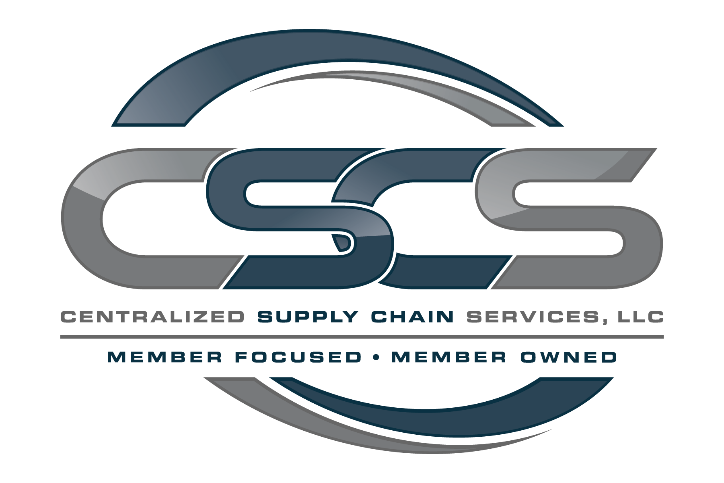 CSCS
CENTRALIZED SUPPLY CHAIN SERVICES, LLC
MEMBER FOCUSED • MEMBER OWNED